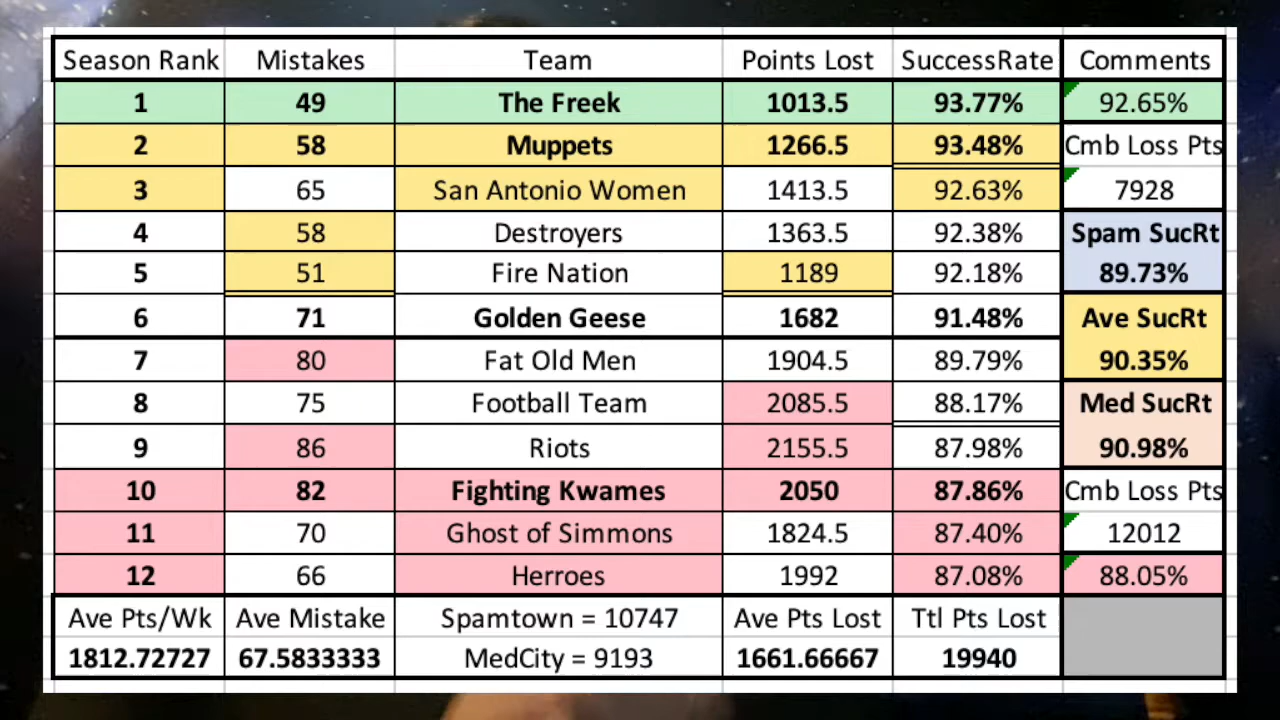 Season Rank Mistakes Team Points Lost SuccessRate Comments
1 49 The Freek 1013.5 93.77% 92.65%
2 58 Muppets 1266.5 93.48% Cmb Loss Pts
3 65 San Antonio Women 1413.5 92.63% 7928
4 58 Destroyers 1363.5 92.38% Spam SucRt
5 51 Fire Nation 1189 92.18% 89.73%
6 71 Golden Geese 1682 91.48% Ave SucRt
7 80 Fat Old Men 1904.5 89.79% 90.35%
8 75 Football Team 2085.5 88.17% Med SucRt
9 86 Riots 2155.5 87.98% 90.98%
10 82 Fighting Kwames 2050 87.86% Cmb Loss Pts
11 70 Ghost of Simmons 1824.5 87.40% 12012
12 66 Herroes 1992 87.08% 88.05%
Ave Pts/Wk Ave Mistake Spamtown = 10747 Ave Pts Lost Ttl Pts Lost
1812.72727 67.5833333 MedCity = 9193 1661.66667 19940